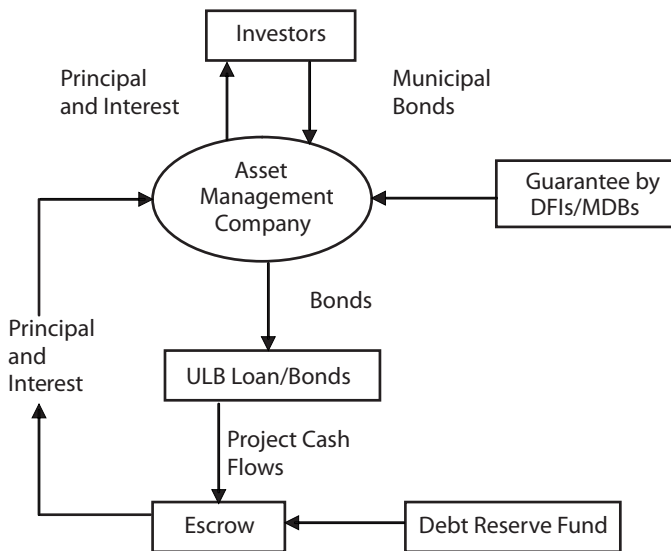 Investors
Principal
and Interest
Municipal
Bonds
Asset
Management
Company
Guarantee by
DFIs/MDBs
Bonds
Principal
and
Interest
ULB Loan/Bonds
Project Cash
Flows
Escrow
Debt Reserve Fund